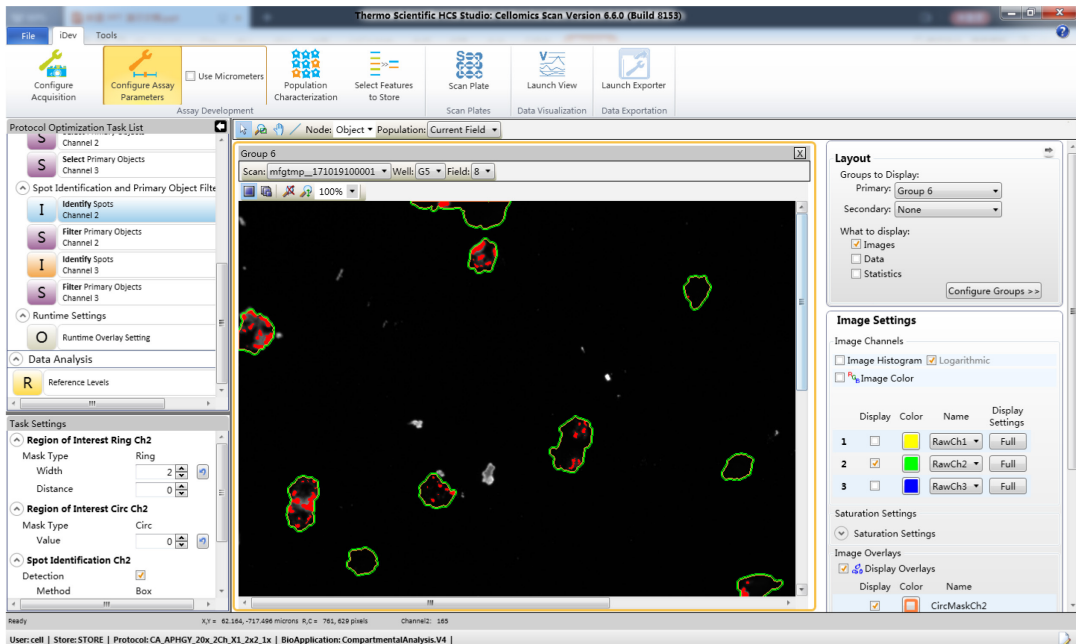 Thermo Scientific HCS Studio: Cellomics Scan Version 6.6.0 (Build 8153)
File iDev Tools
Configure Acquisition
Configure Assay Parameters
Use Micrometers
Population Characterization
Select Features to Store
Scan Plate
Launch View
Launch Exporter
Assay Development
Scan Plates
Data Visualization
Data Exportation
Protocol Optimization Task List
Channel 2
S Select Primary Objects
Channel 3
Spot Identification and Primary Object Filte
I Identify Spots
Channel 2
S Filter Primary Objects
Channel 2
I Identify Spots
Channel 3
S Filter Primary Objects
Channel 3
Runtime Settings
O Runtime Overlay Setting
Data Analysis
R Reference Levels
Task Settings
Region of Interest Ring Ch2
Mask Type Ring
Width 2
Distance 0
Region of Interest Circ Ch2
Mask Type Circ
Value 0
Spot Identification Ch2
Detection
Method Box
Node: Object Population: Current Field
Group 6 X
Scan: mfgtmp_171019100001 Well: G5 Field: 8
100%
Layout
Groups to Display:
Primary: Group 6
Secondary: None
What to display:
Images
Data
Statistics
Configure Groups >>
Image Settings
Image Channels
Image Histogram Logarithmic
RGB Image Color
Display Color Name Display Settings
1 RawCh1 Full
2 RawCh2 Full
3 RawCh3 Full
Saturation Settings
Saturation Settings
Image Overlays
Display Overlays
Display Color Name
CircMaskCh2
Ready X,Y = 62.164, -717.496 microns R,C = 761, 629 pixels Channel2: 165
User: cell | Store: STORE | Protocol: CA_APHGY_20x_2Ch_X1_2x2_1x | BioApplication: CompartmentalAnalysis.V4 |